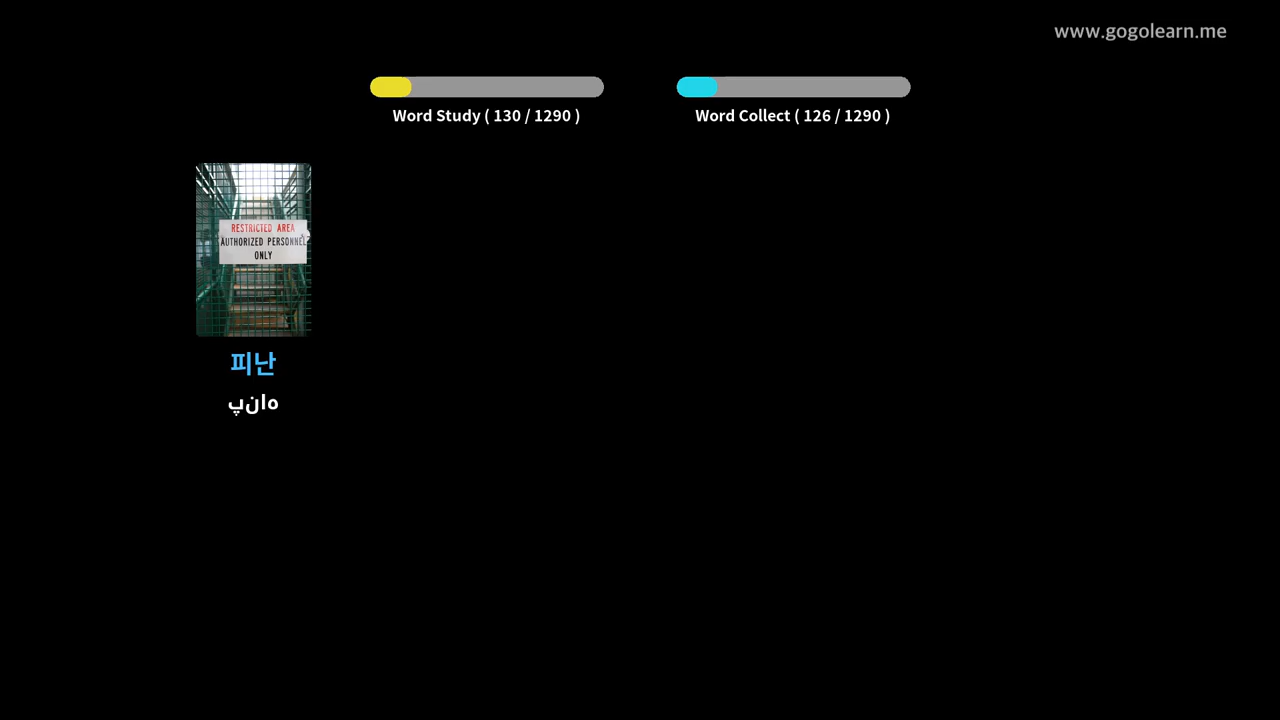 www.gogolearn.me
Word Study ( 130 / 1290 )
Word Collect ( 126 / 1290 )
RESTRICTED AREA
AUTHORIZED PERSONNEL
ONLY
피난
پناہ